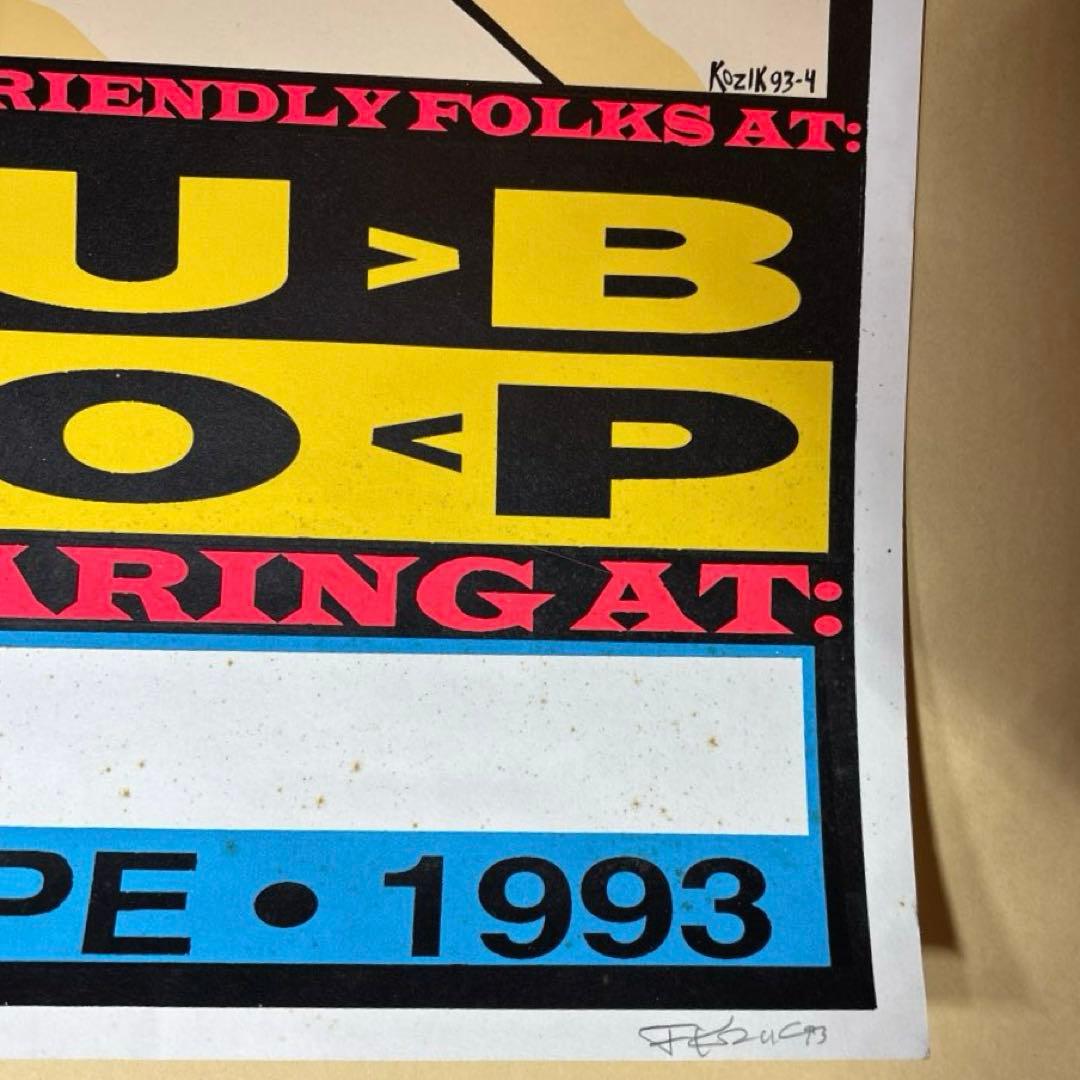 KOZIK 93-4
RIENDLY FOLKS AT:
U > B
O < P
ARING AT:
PE • 1993